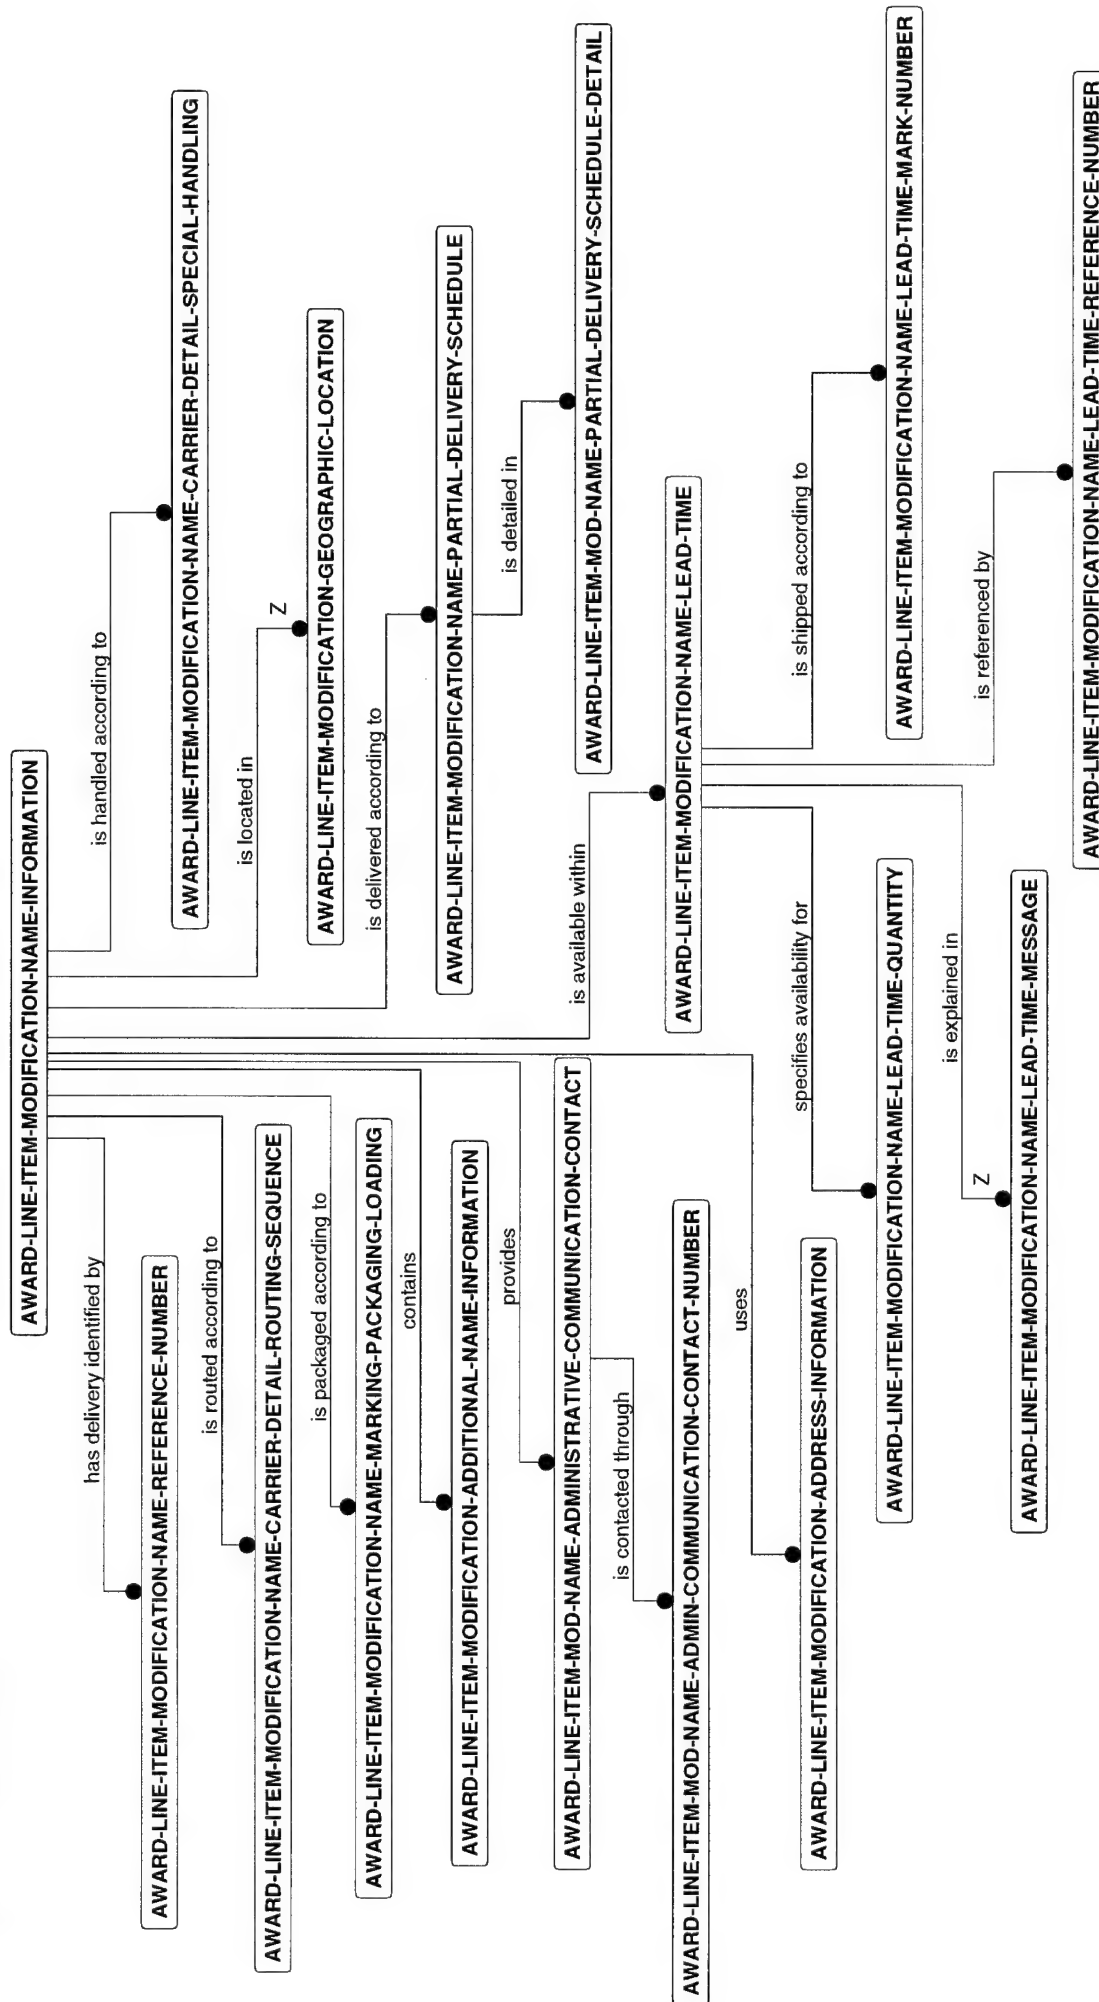 AWARD-LINE-ITEM-MODIFICATION-NAME-INFORMATION
has delivery identified by
is handled according to
AWARD-LINE-ITEM-MODIFICATION-NAME-REFERENCE-NUMBER
AWARD-LINE-ITEM-MODIFICATION-NAME-CARRIER-DETAIL-SPECIAL-HANDLING
is routed according to
is located in
Z
AWARD-LINE-ITEM-MODIFICATION-NAME-CARRIER-DETAIL-ROUTING-SEQUENCE
AWARD-LINE-ITEM-MODIFICATION-GEOGRAPHIC-LOCATION
is packaged according to
is delivered according to
AWARD-LINE-ITEM-MODIFICATION-NAME-MARKING-PACKAGING-LOADING
contains
AWARD-LINE-ITEM-MODIFICATION-NAME-PARTIAL-DELIVERY-SCHEDULE
AWARD-LINE-ITEM-MODIFICATION-ADDITIONAL-NAME-INFORMATION
provides
is detailed in
AWARD-LINE-ITEM-MOD-NAME-ADMINISTRATIVE-COMMUNICATION-CONTACT
is available within
AWARD-LINE-ITEM-MOD-NAME-PARTIAL-DELIVERY-SCHEDULE-DETAIL
is contacted through
AWARD-LINE-ITEM-MOD-NAME-ADMIN-COMMUNICATION-CONTACT-NUMBER
AWARD-LINE-ITEM-MODIFICATION-NAME-LEAD-TIME
uses
specifies availability for
is shipped according to
AWARD-LINE-ITEM-MODIFICATION-ADDRESS-INFORMATION
AWARD-LINE-ITEM-MODIFICATION-NAME-LEAD-TIME-QUANTITY
AWARD-LINE-ITEM-MODIFICATION-NAME-LEAD-TIME-MARK-NUMBER
is explained in
Z
is referenced by
AWARD-LINE-ITEM-MODIFICATION-NAME-LEAD-TIME-MESSAGE
AWARD-LINE-ITEM-MODIFICATION-NAME-LEAD-TIME-REFERENCE-NUMBER